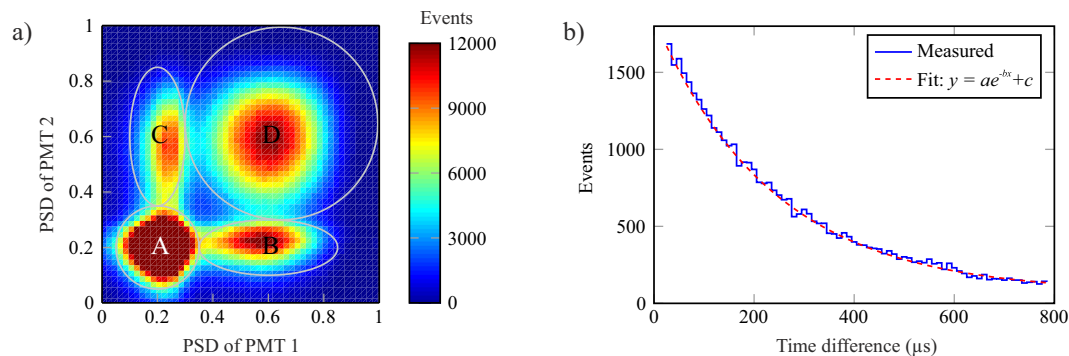 a)
Events
PSD of PMT 2
1
0.8
0.6
0.4
0.2
0
C
D
A
B
0
0.2
0.4
0.6
0.8
1
PSD of PMT 1
12000
9000
6000
3000
0
b)
Events
1500
1000
500
0
Measured
Fit: y = ae^-bx+c
0
200
400
600
800
Time difference (µs)